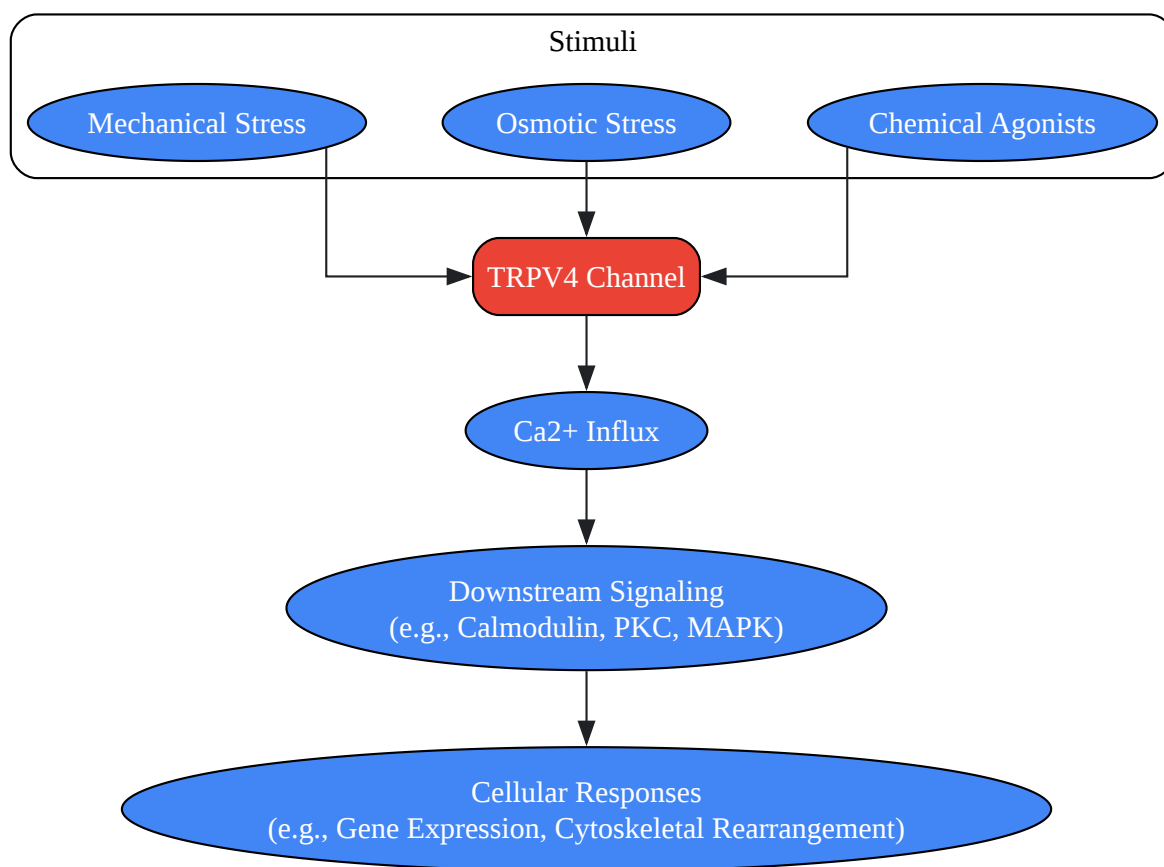 Stimuli
Mechanical Stress
Osmotic Stress
Chemical Agonists
TRPV4 Channel
Ca2+ Influx
Downstream Signaling
(e.g., Calmodulin, PKC, MAPK)
Cellular Responses
(e.g., Gene Expression, Cytoskeletal Rearrangement)